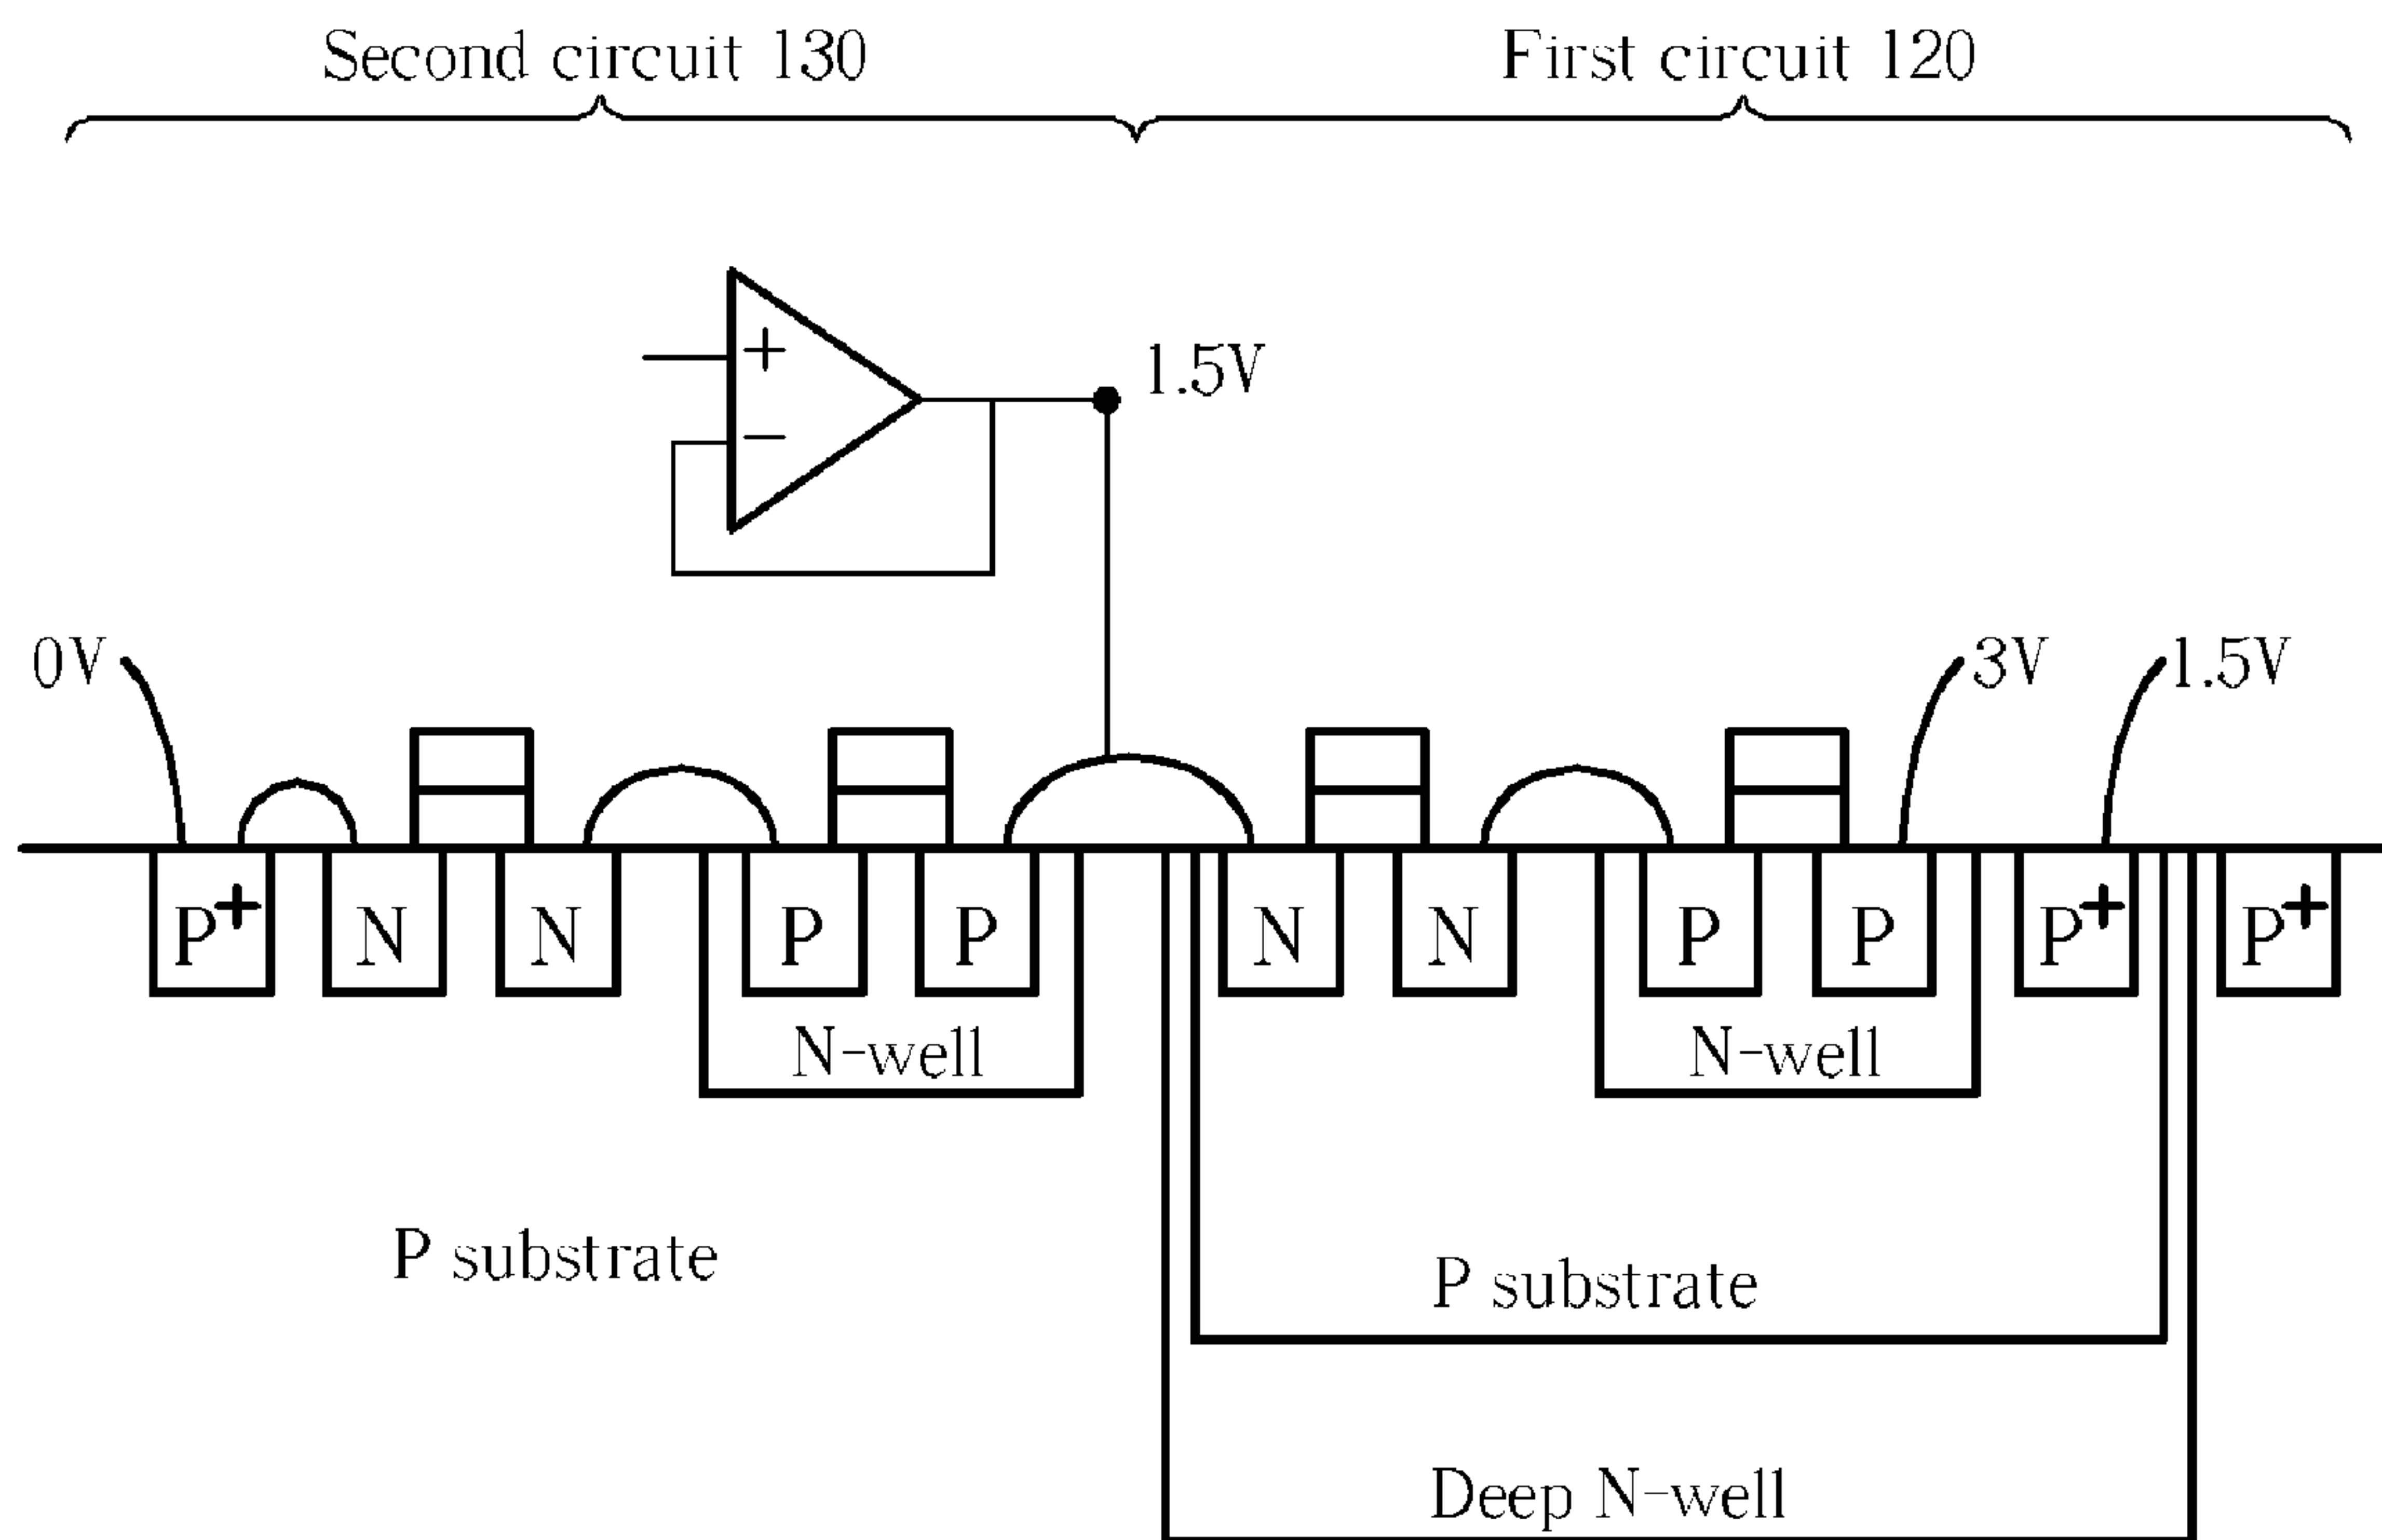 Second circuit 130 First circuit 120
+
1.5V
−
0V 3V 1.5V
P+ N N P P N N P P P+ P+
N-well N-well
P substrate P substrate
Deep N-well